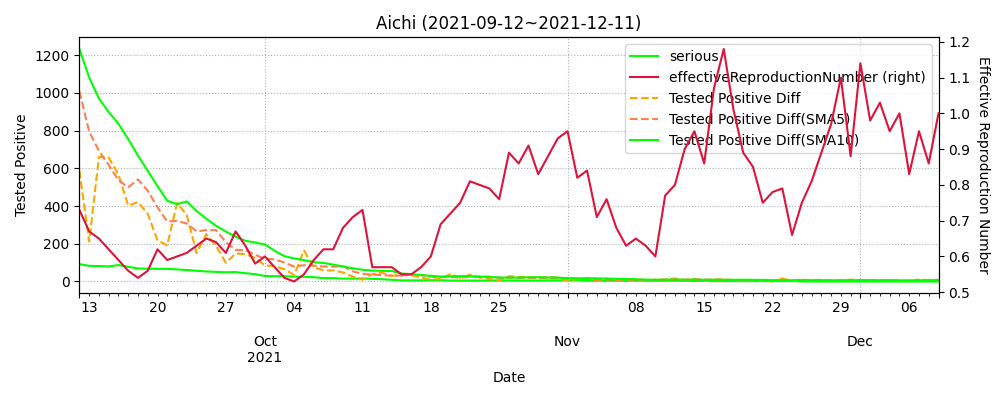 Aichi (2021-09-12~2021-12-11)
serious
effectiveReproductionNumber (right)
Tested Positive Diff
Tested Positive Diff(SMA5)
Tested Positive Diff(SMA10)
Tested Positive
1200
1000
800
600
400
200
0
1.2
1.1
1.0
0.9
0.8
0.7
0.6
0.5
Effective Reproduction Number
13 20 27 04 11 18 25 08 15 22 29 06
Oct Nov Dec
2021
Date